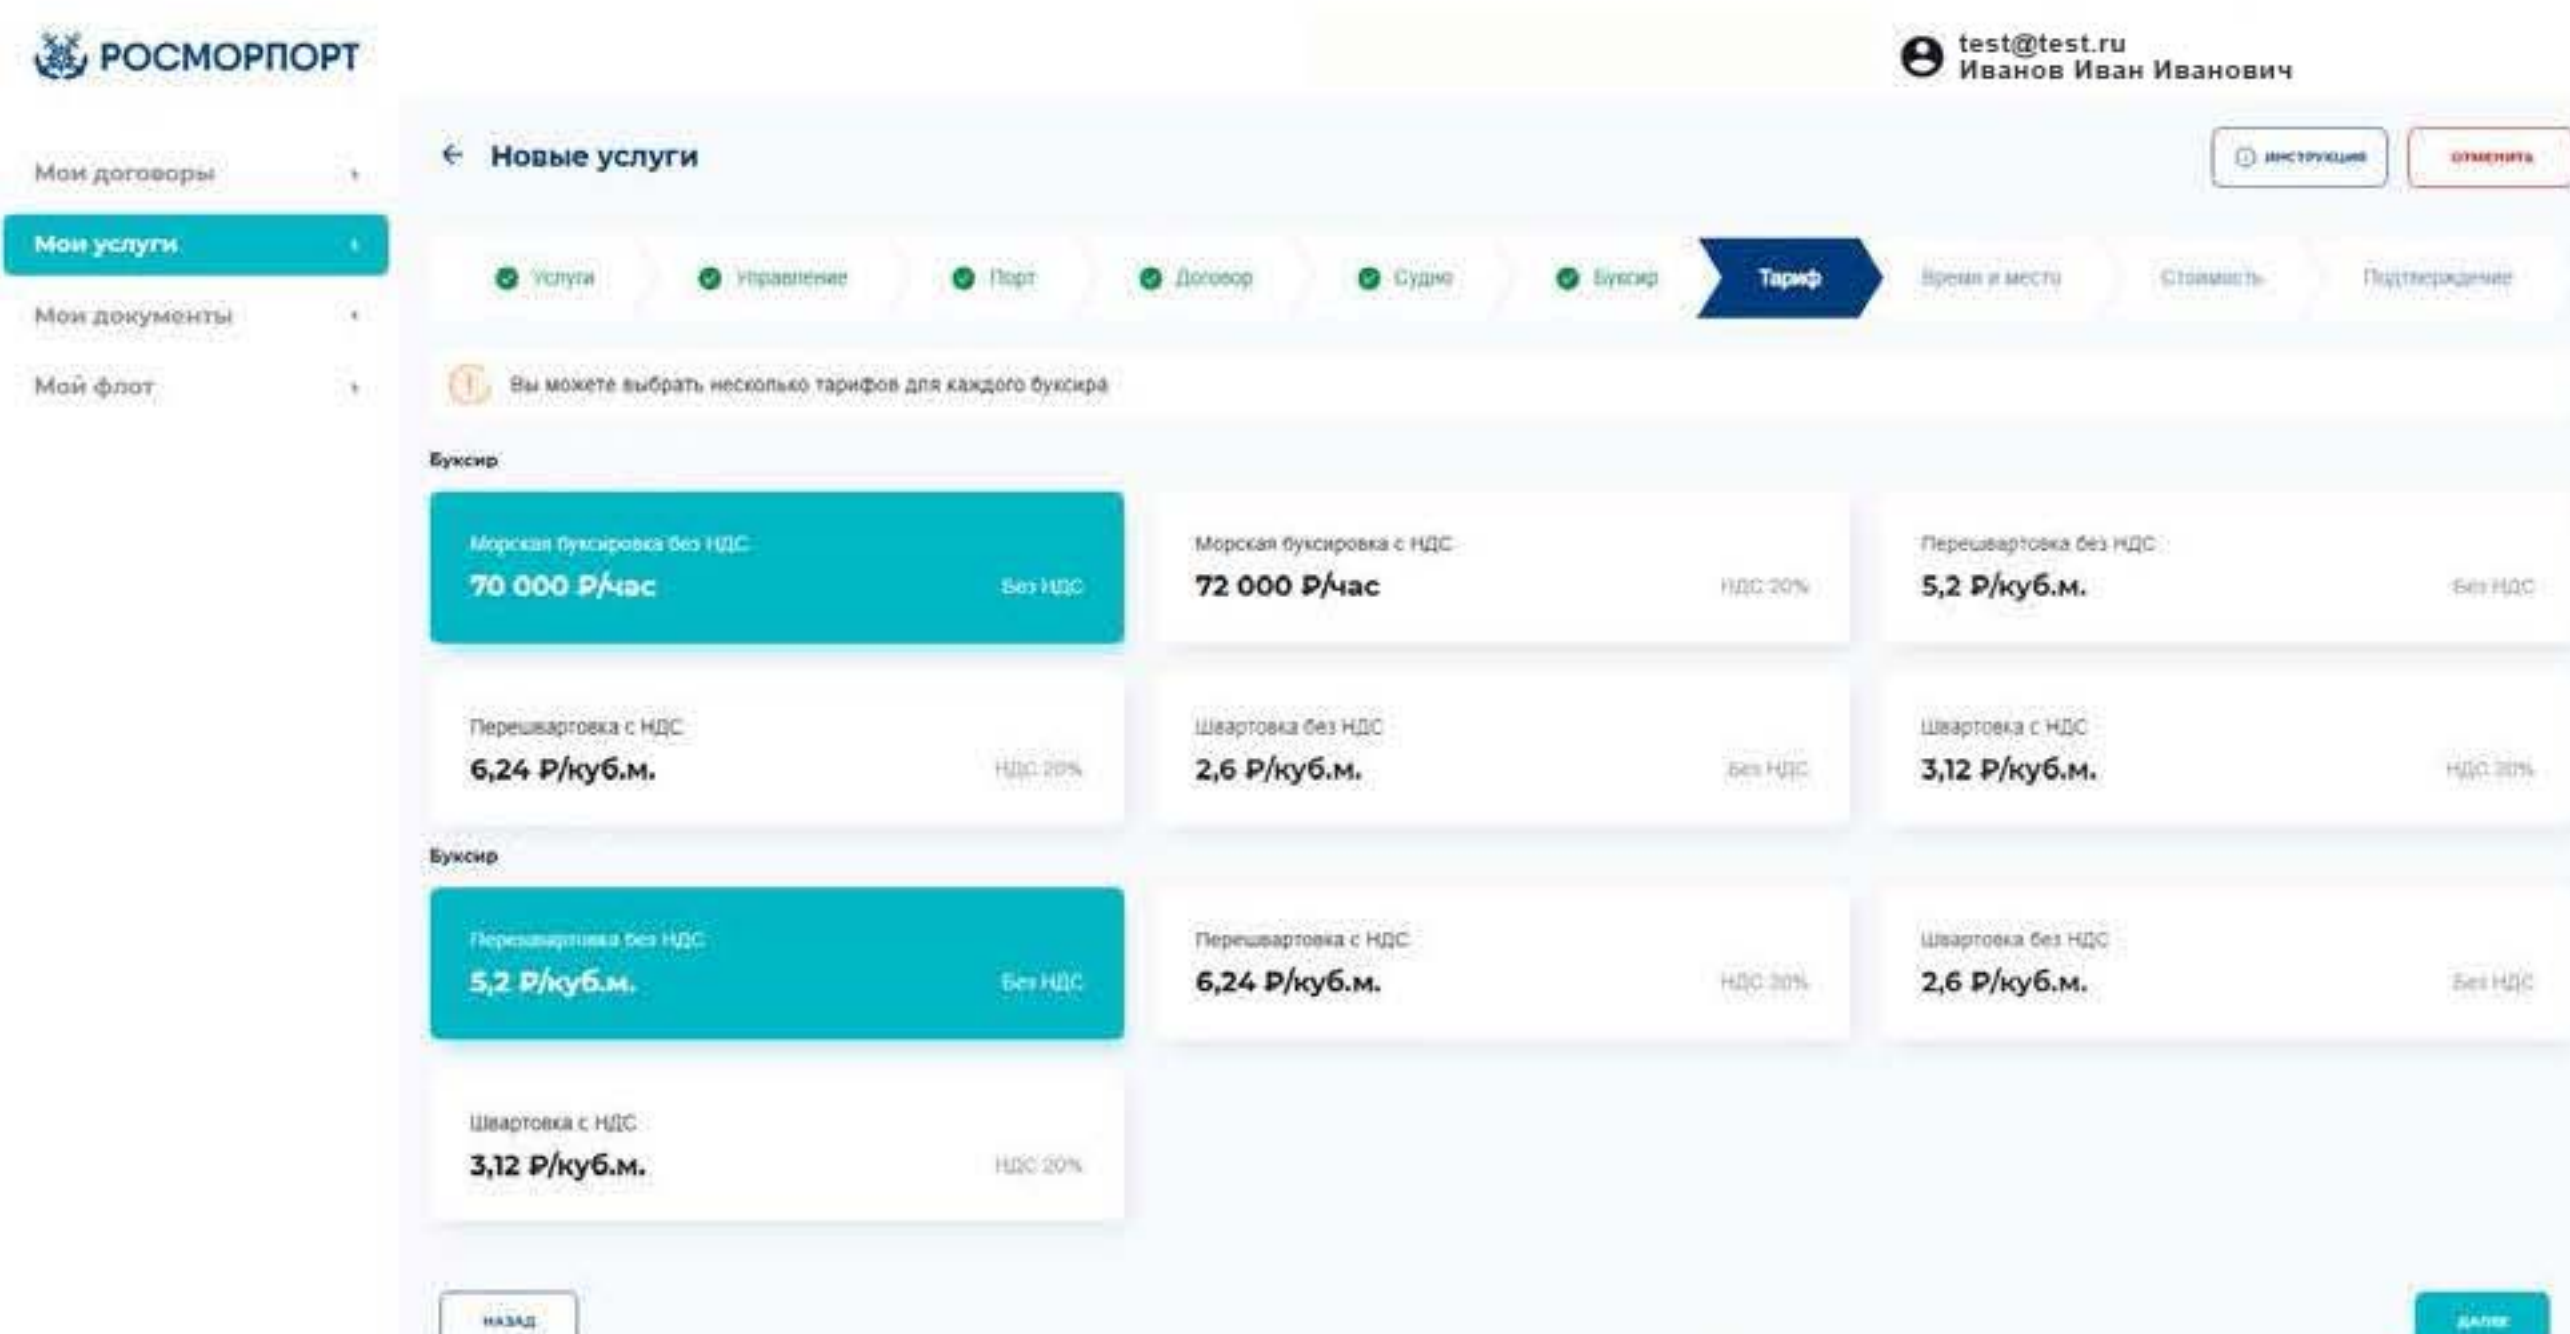 РОСМОРПОРТ
test@test.ru
Иванов Иван Иванович
Мои договоры
Мои услуги
Мои документы
Мой флот
← Новые услуги
ИНСТРУКЦИЯ
ОТМЕНИТЬ
Услуга
Управление
Порт
Договор
Судно
Буксир
Тариф
Время и место
Стоимость
Подтверждение
Вы можете выбрать несколько тарифов для каждого буксира
Буксир
Морская буксировка без НДС
70 000 ₽/час
Без НДС
Морская буксировка с НДС
72 000 ₽/час
НДС 20%
Перешвартовка без НДС
5,2 ₽/куб.м.
Без НДС
Перешвартовка с НДС
6,24 ₽/куб.м.
НДС 20%
Швартовка без НДС
2,6 ₽/куб.м.
Без НДС
Швартовка с НДС
3,12 ₽/куб.м.
НДС 20%
Буксир
Перешвартовка без НДС
5,2 ₽/куб.м.
Без НДС
Перешвартовка с НДС
6,24 ₽/куб.м.
НДС 20%
Швартовка без НДС
2,6 ₽/куб.м.
Без НДС
Швартовка с НДС
3,12 ₽/куб.м.
НДС 20%
НАЗАД
ДАЛЕЕ